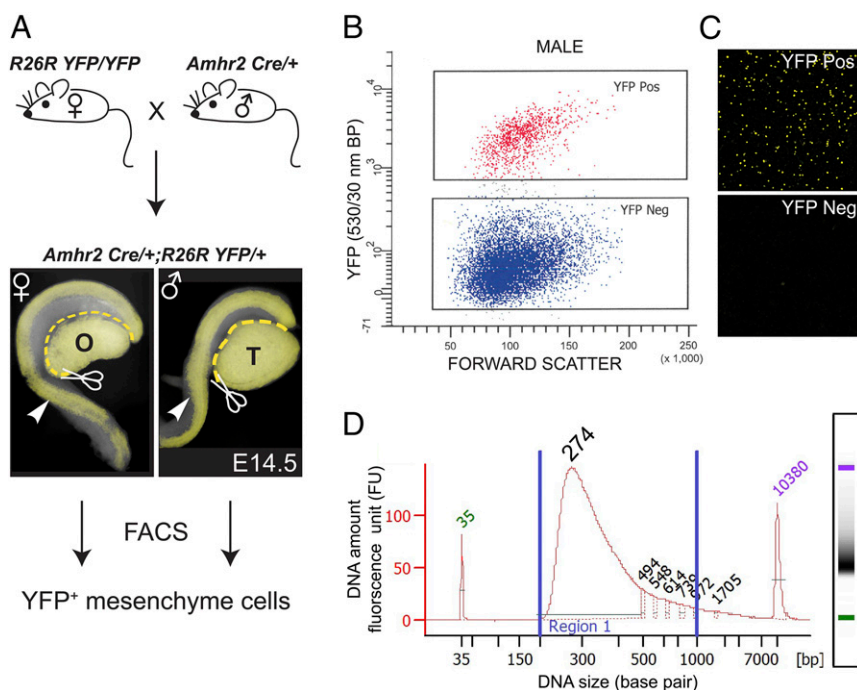 A
R26R YFP/YFP
Amhr2 Cre/+
♀
X
♂
Amhr2 Cre/+;R26R YFP/+
♀
O
♂
T
E14.5
FACS
YFP⁺ mesenchyme cells
B
MALE
YFP (530/30 nm BP)
10⁴
10³
10²
0
-71
YFP Pos
YFP Neg
50 100 150 200 250
(x 1,000)
FORWARD SCATTER
C
YFP Pos
YFP Neg
D
DNA amount
fluorscence unit (FU)
100
50
0
35
274
494
548
614
739
1705
10380
Region 1
35 150 300 500 1000 7000 [bp]
DNA size (base pair)